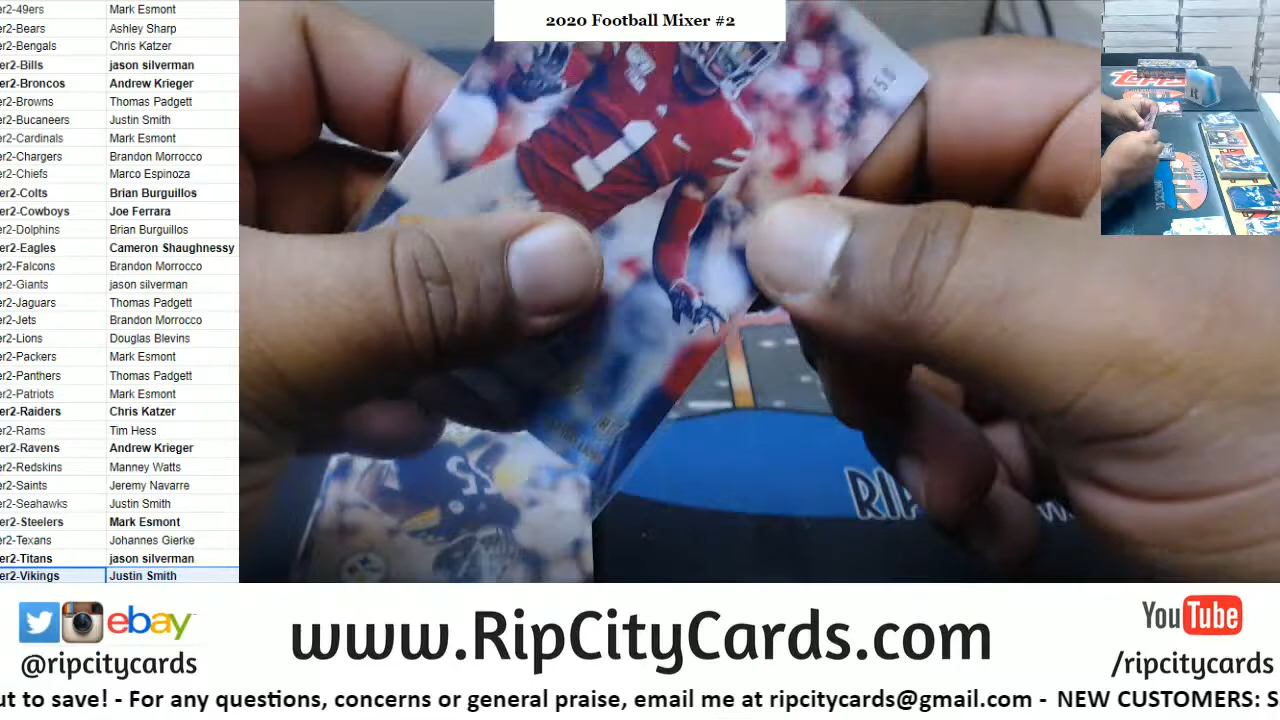 2020 Football Mixer #2
er2-49ers Mark Esmont
er2-Bears Ashley Sharp
er2-Bengals Chris Katzer
er2-Bills jason silverman
er2-Broncos Andrew Krieger
er2-Browns Thomas Padgett
er2-Bucaneers Justin Smith
er2-Cardinals Mark Esmont
er2-Chargers Brandon Morrocco
er2-Chiefs Marco Espinoza
er2-Colts Brian Burguillos
er2-Cowboys Joe Ferrara
er2-Dolphins Brian Burguillos
er2-Eagles Cameron Shaughnessy
er2-Falcons Brandon Morrocco
er2-Giants jason silverman
er2-Jaguars Thomas Padgett
er2-Jets Brandon Morrocco
er2-Lions Douglas Blevins
er2-Packers Mark Esmont
er2-Panthers Thomas Padgett
er2-Patriots Mark Esmont
er2-Raiders Chris Katzer
er2-Rams Tim Hess
er2-Ravens Andrew Krieger
er2-Redskins Manney Watts
er2-Saints Jeremy Navarre
er2-Seahawks Justin Smith
er2-Steelers Mark Esmont
er2-Texans Johannes Gierke
er2-Titans jason silverman
er2-Vikings Justin Smith
1
55
RIP
topps
ebay
@ripcitycards
www.RipCityCards.com
YouTube
/ripcitycards
ut to save! - For any questions, concerns or general praise, email me at ripcitycards@gmail.com - NEW CUSTOMERS: S